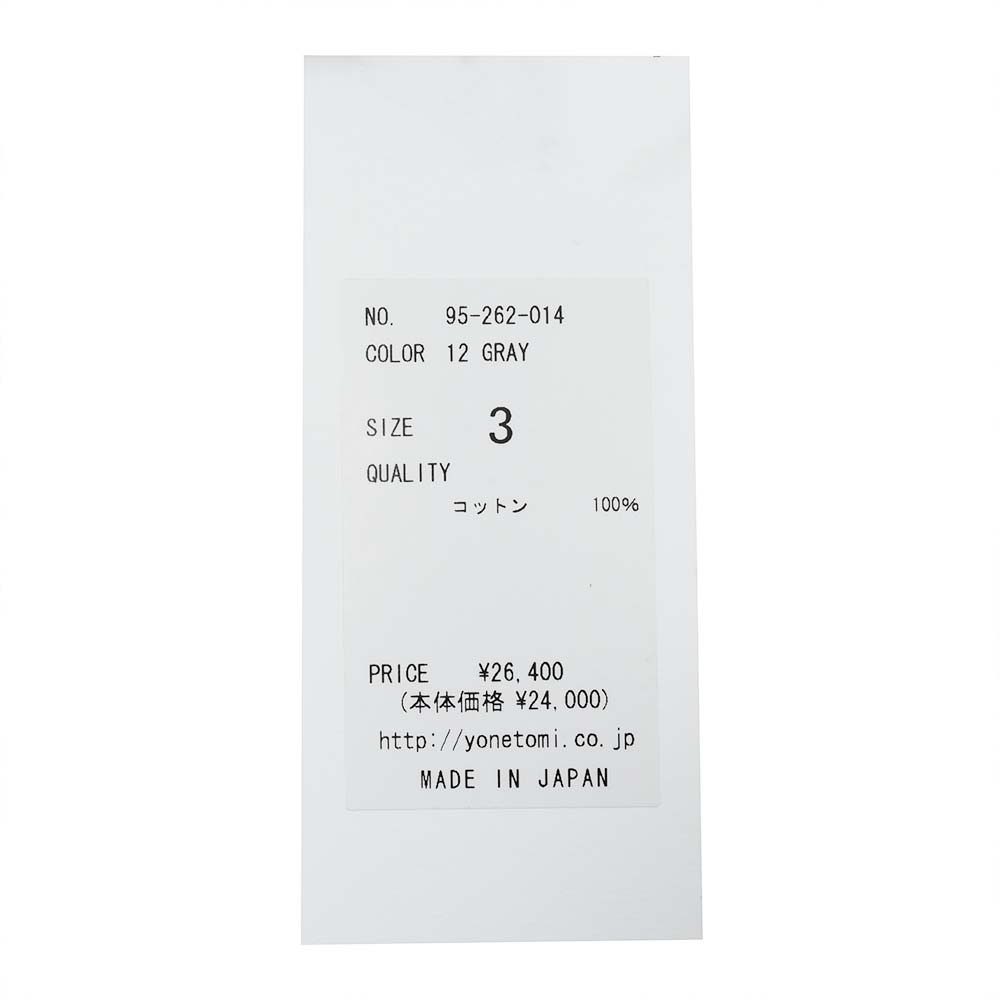 NO. 95-262-014
COLOR 12 GRAY
SIZE 3
QUALITY
コットン 100%
PRICE ¥26,400
(本体価格 ¥24,000)
http://yonetomi.co.jp
MADE IN JAPAN